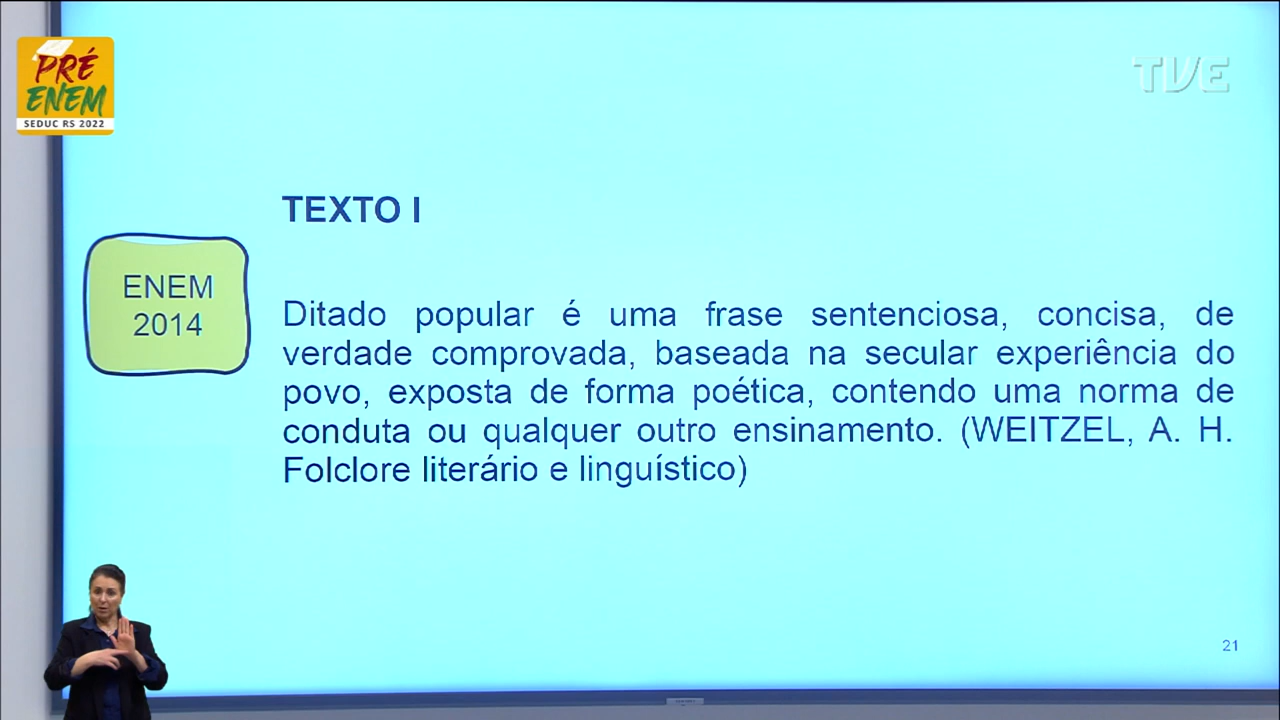 PRÉ
ENEM
SEDUC RS 2022
TVE
TEXTO I
ENEM
2014
Ditado popular é uma frase sentenciosa, concisa, de
verdade comprovada, baseada na secular experiência do
povo, exposta de forma poética, contendo uma norma de
conduta ou qualquer outro ensinamento. (WEITZEL, A. H.
Folclore literário e linguístico)
21